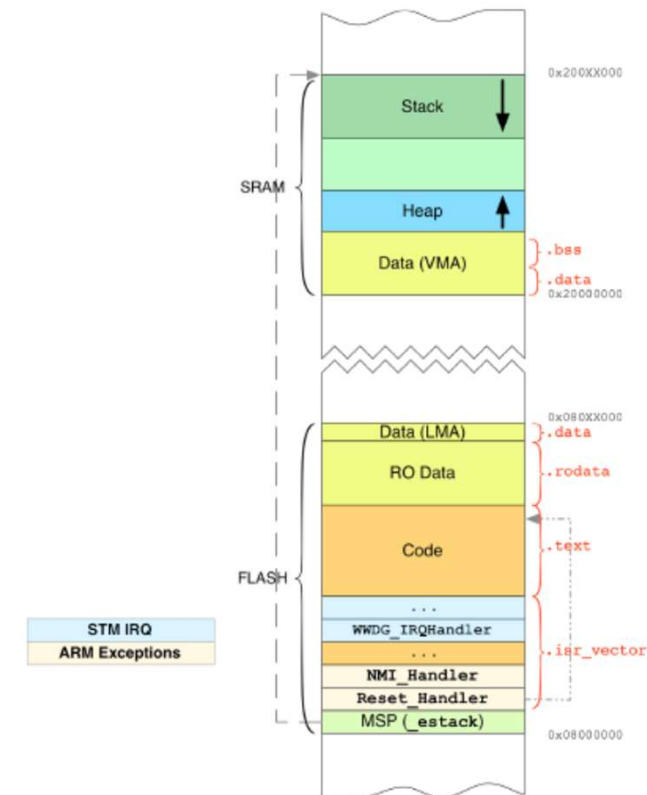 0x200XX000
Stack
SRAM
Heap
Data (VMA)
.bss
.data
0x20000000
0x080XX000
Data (LMA)
.data
RO Data
.rodata
Code
.text
FLASH
...
STM IRQ
WWDG_IRQHandler
ARM Exceptions
...
.isr_vector
NMI_Handler
Reset_Handler
MSP (_estack)
0x08000000